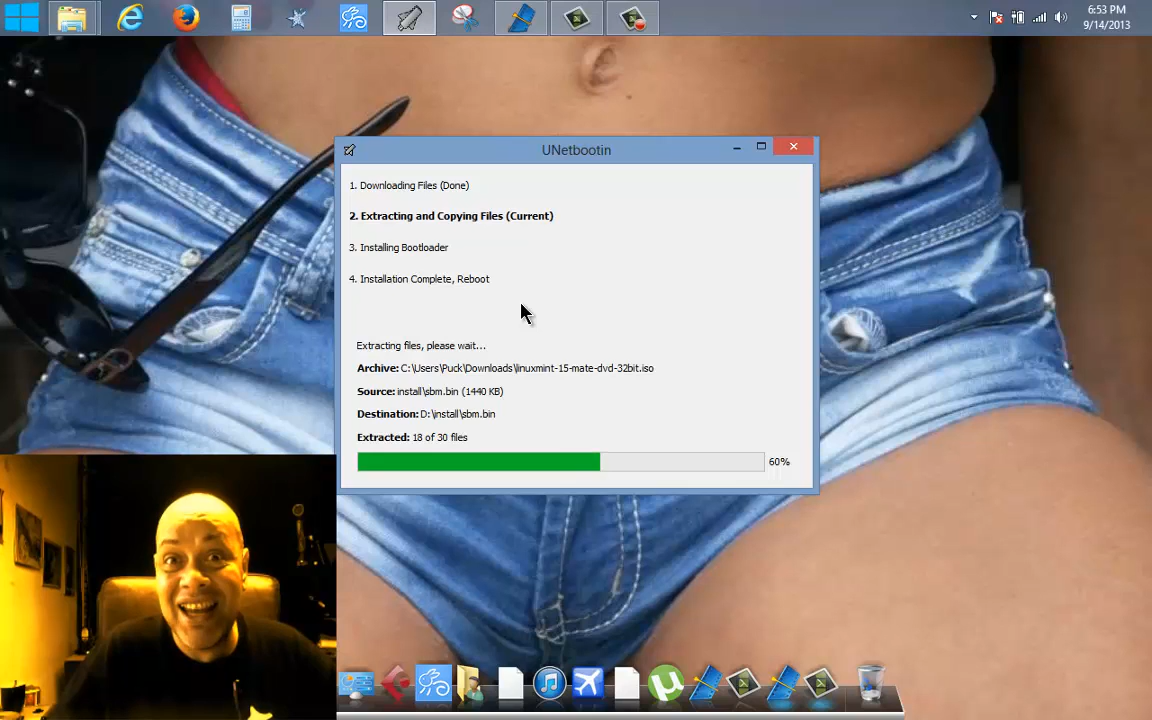 6:53 PM
9/14/2013
UNetbootin
1. Downloading Files (Done)
2. Extracting and Copying Files (Current)
3. Installing Bootloader
4. Installation Complete, Reboot
Extracting files, please wait...
Archive: C:\Users\Puck\Downloads\linuxmint-15-mate-dvd-32bit.iso
Source: install\sbm.bin (1440 KB)
Destination: D:\install\sbm.bin
Extracted: 18 of 30 files
60%